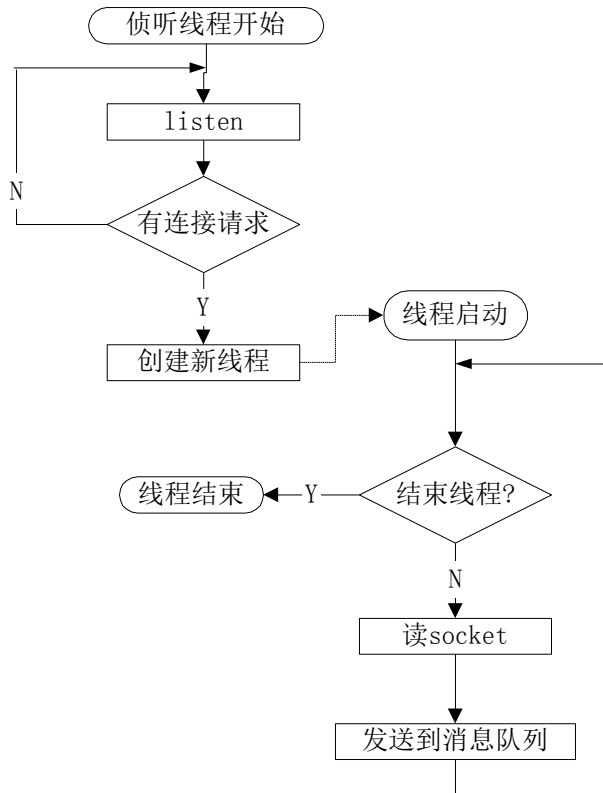 侦听线程开始
listen
N
有连接请求
Y
线程启动
创建新线程
线程结束
Y
结束线程?
N
读socket
发送到消息队列